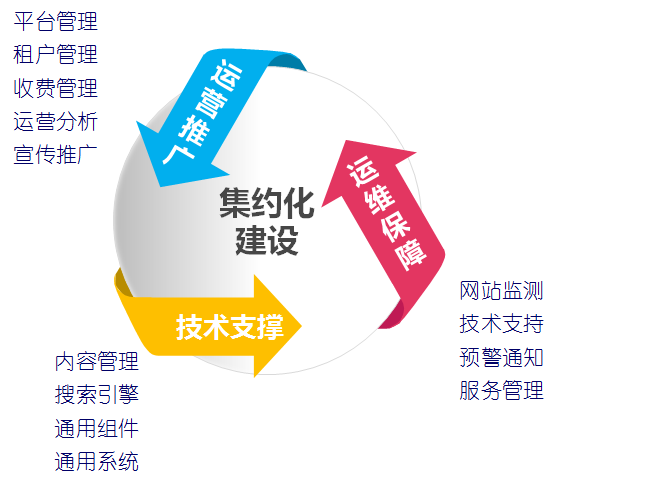 平台管理
租户管理
收费管理
运营分析
宣传推广
运营推广
运维保障
集约化
建设
技术支撑
网站监测
技术支持
预警通知
服务管理
内容管理
搜索引擎
通用组件
通用系统